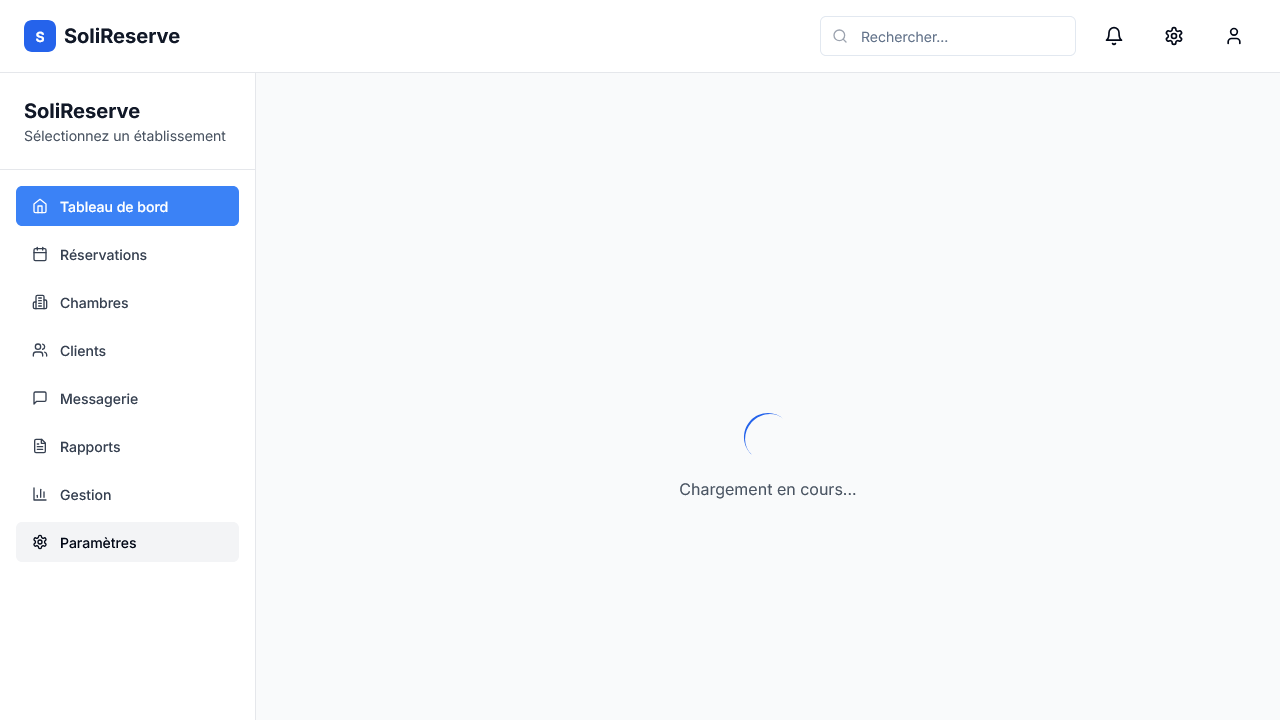 S
SoliReserve
Rechercher...
SoliReserve
Sélectionnez un établissement
Tableau de bord
Réservations
Chambres
Clients
Messagerie
Rapports
Gestion
Paramètres
Chargement en cours...